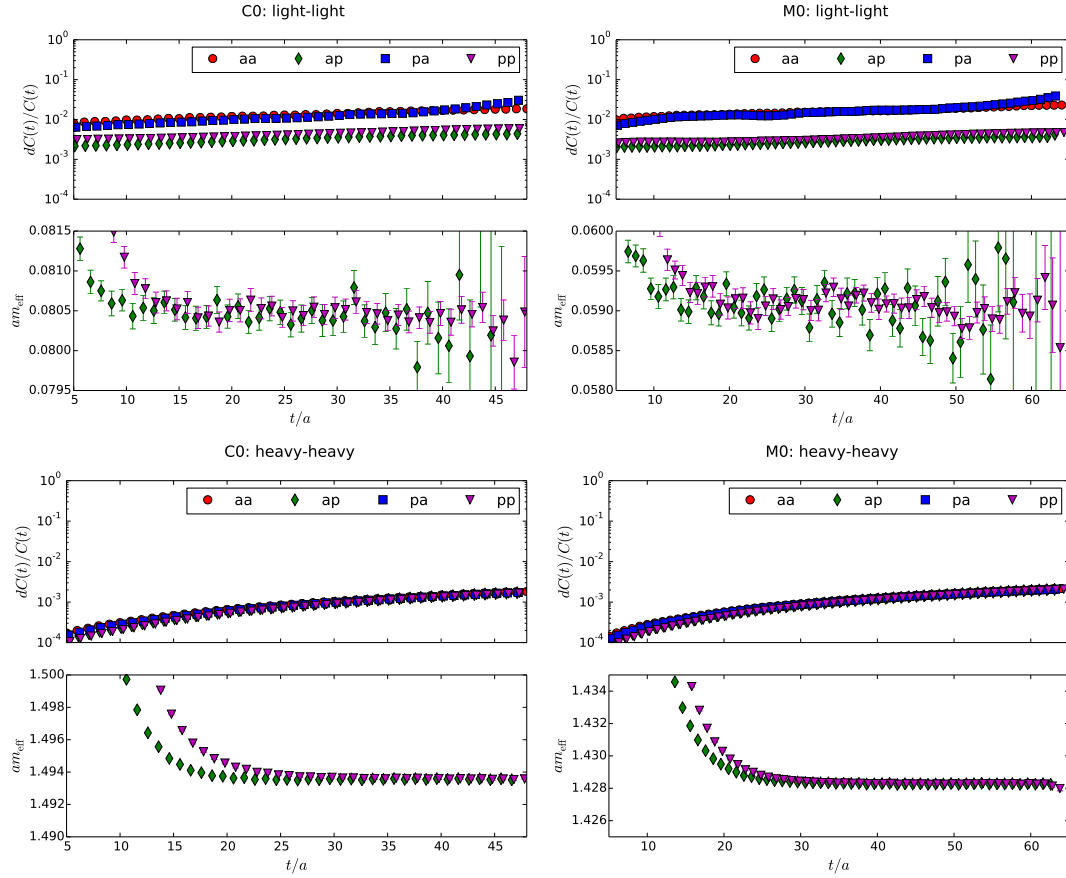 C0: light-light
dC(t)/C(t)
10^0
10^-1
10^-2
10^-3
10^-4
aa ap pa pp
am_eff
0.0815
0.0810
0.0805
0.0800
0.0795
5 10 15 20 25 30 35 40 45
t/a
M0: light-light
dC(t)/C(t)
10^0
10^-1
10^-2
10^-3
10^-4
aa ap pa pp
am_eff
0.0600
0.0595
0.0590
0.0585
0.0580
10 20 30 40 50 60
t/a
C0: heavy-heavy
dC(t)/C(t)
10^0
10^-1
10^-2
10^-3
10^-4
aa ap pa pp
am_eff
1.500
1.498
1.496
1.494
1.492
1.490
5 10 15 20 25 30 35 40 45
t/a
M0: heavy-heavy
dC(t)/C(t)
10^0
10^-1
10^-2
10^-3
10^-4
aa ap pa pp
am_eff
1.434
1.432
1.430
1.428
1.426
10 20 30 40 50 60
t/a